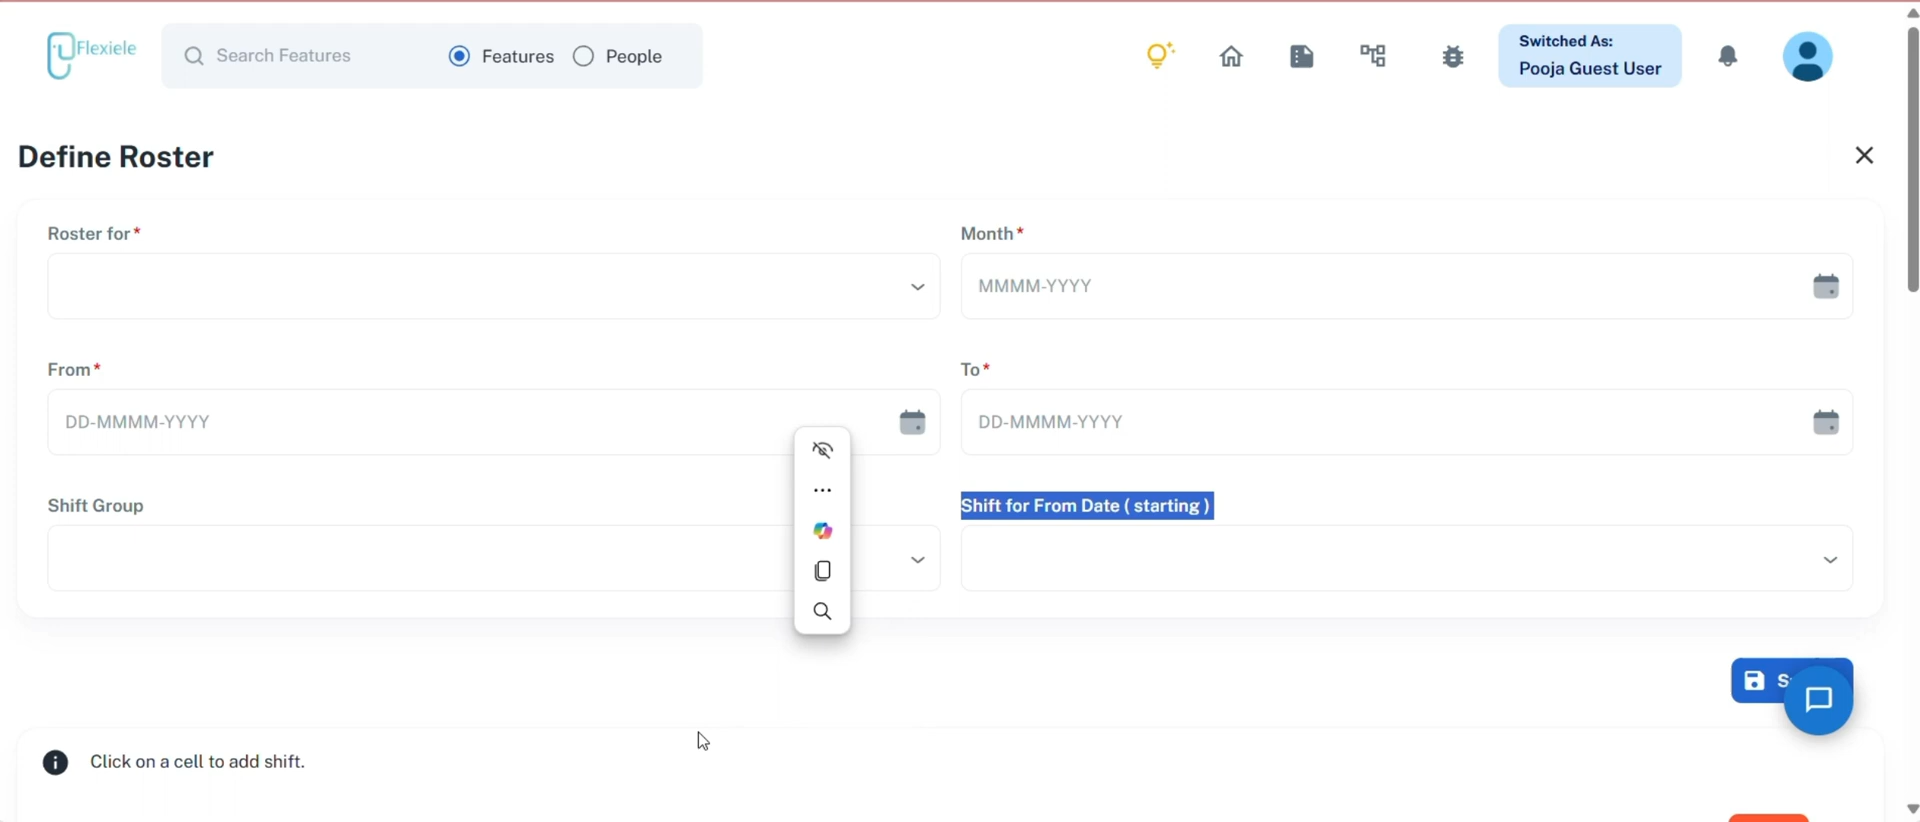 Flexiele
Search Features
Features
People
Switched As:
Pooja Guest User
Define Roster
Roster for*
Month*
MMMM-YYYY
From*
To*
DD-MMMM-YYYY
DD-MMMM-YYYY
Shift Group
Shift for From Date ( starting )
Click on a cell to add shift.